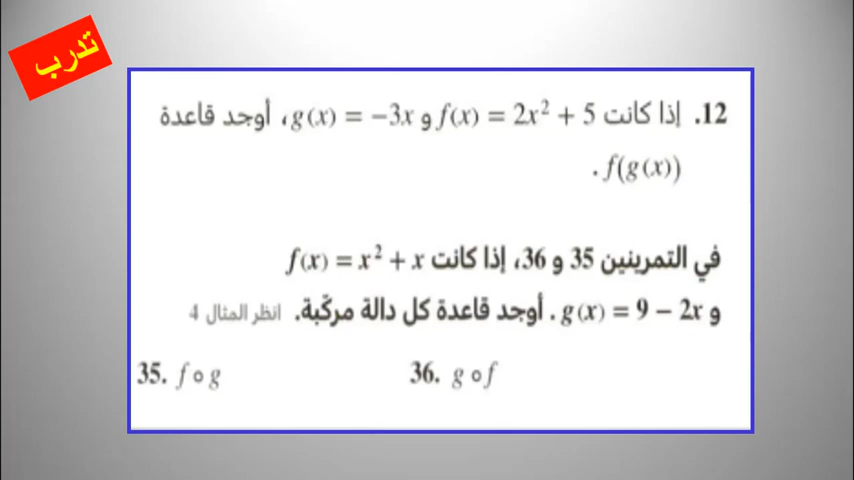 تدرب
12. إذا كانت f(x) = 2x² + 5 و g(x) = −3x، أوجد قاعدة
f(g(x)).
في التمرينين 35 و 36، إذا كانت f(x) = x² + x
و g(x) = 9 − 2x. أوجد قاعدة كل دالة مركّبة. انظر المثال 4
35. f ∘ g 36. g ∘ f